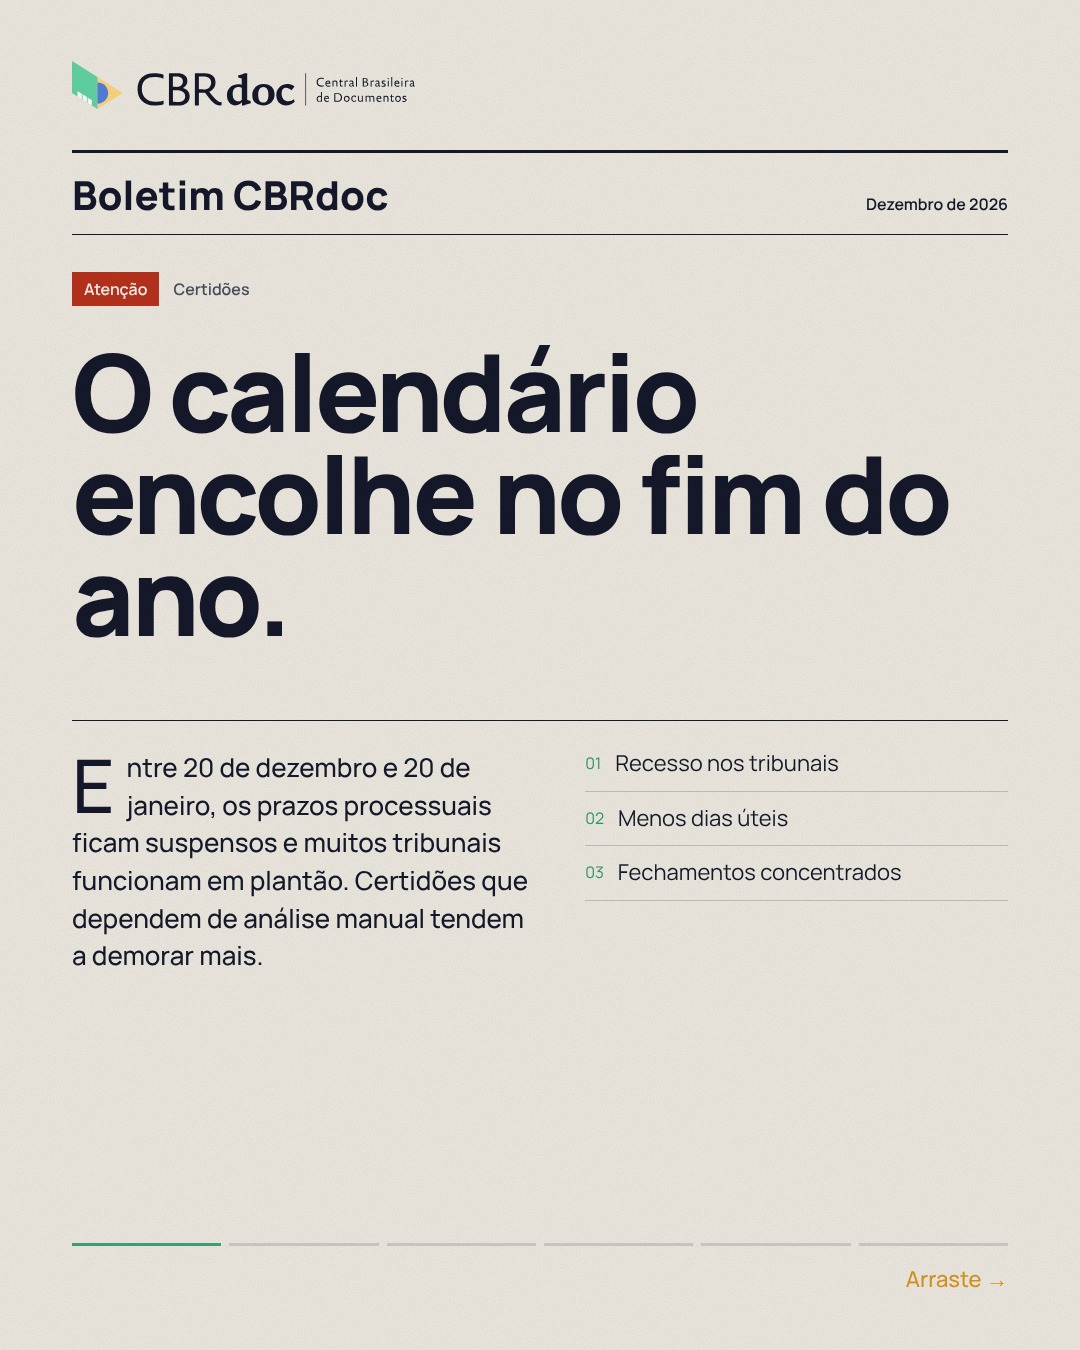 CBRdoc
Central Brasileira
de Documentos
Boletim CBRdoc
Dezembro de 2026
Atenção
Certidões
O calendário
encolhe no fim do
ano.
Entre 20 de dezembro e 20 de
janeiro, os prazos processuais
ficam suspensos e muitos tribunais
funcionam em plantão. Certidões que
dependem de análise manual tendem
a demorar mais.
01 Recesso nos tribunais
02 Menos dias úteis
03 Fechamentos concentrados
Arraste →